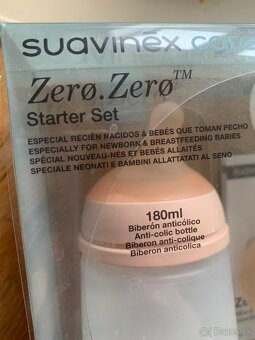 suavinex
Zerø.Zerø™
Starter Set
ESPECIAL RECIÉN NACIDOS & BEBÉS QUE TOMAN PECHO
ESPECIALLY FOR NEWBORN & BREASTFEEDING BABIES
SPÉCIAL NOUVEAU-NÉS ET BÉBÉS ALLAITÉS
SPECIALE NEONATI E BAMBINI ALLATTATI AL SENO
180ml
Biberón anticólico
Anti-colic bottle
Biberon anti-colique
Biberon anticolica